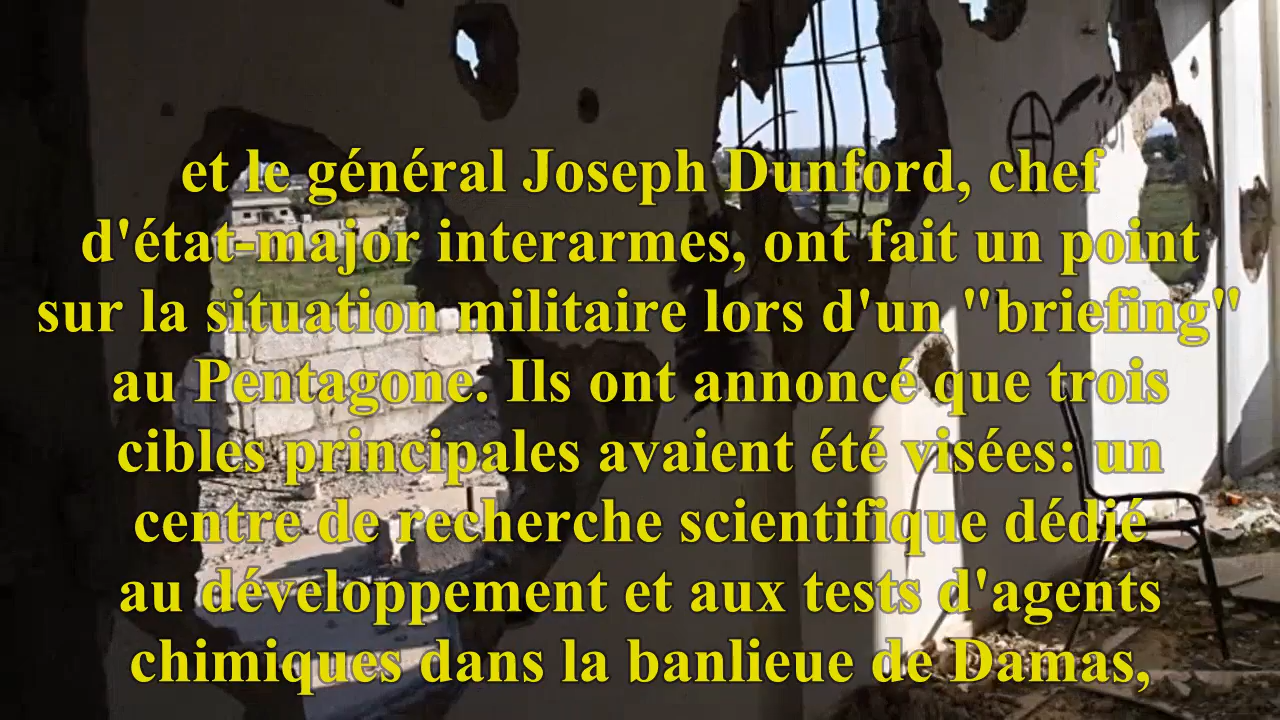 et le général Joseph Dunford, chef
d'état-major interarmes, ont fait un point
sur la situation militaire lors d'un "briefing"
au Pentagone. Ils ont annoncé que trois
cibles principales avaient été visées: un
centre de recherche scientifique dédié
au développement et aux tests d'agents
chimiques dans la banlieue de Damas,